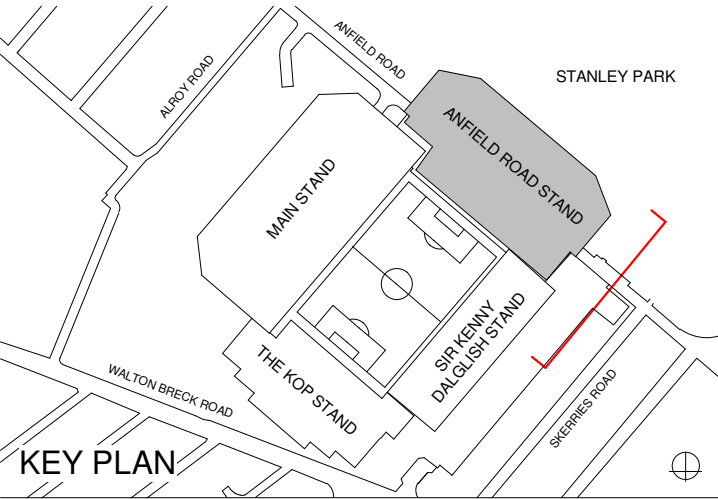 ANFIELD ROAD
STANLEY PARK
ALROY ROAD
ANFIELD ROAD STAND
MAIN STAND
SIR KENNY
DALGLISH STAND
THE KOP STAND
WALTON BRECK ROAD
SKERRIES ROAD
KEY PLAN